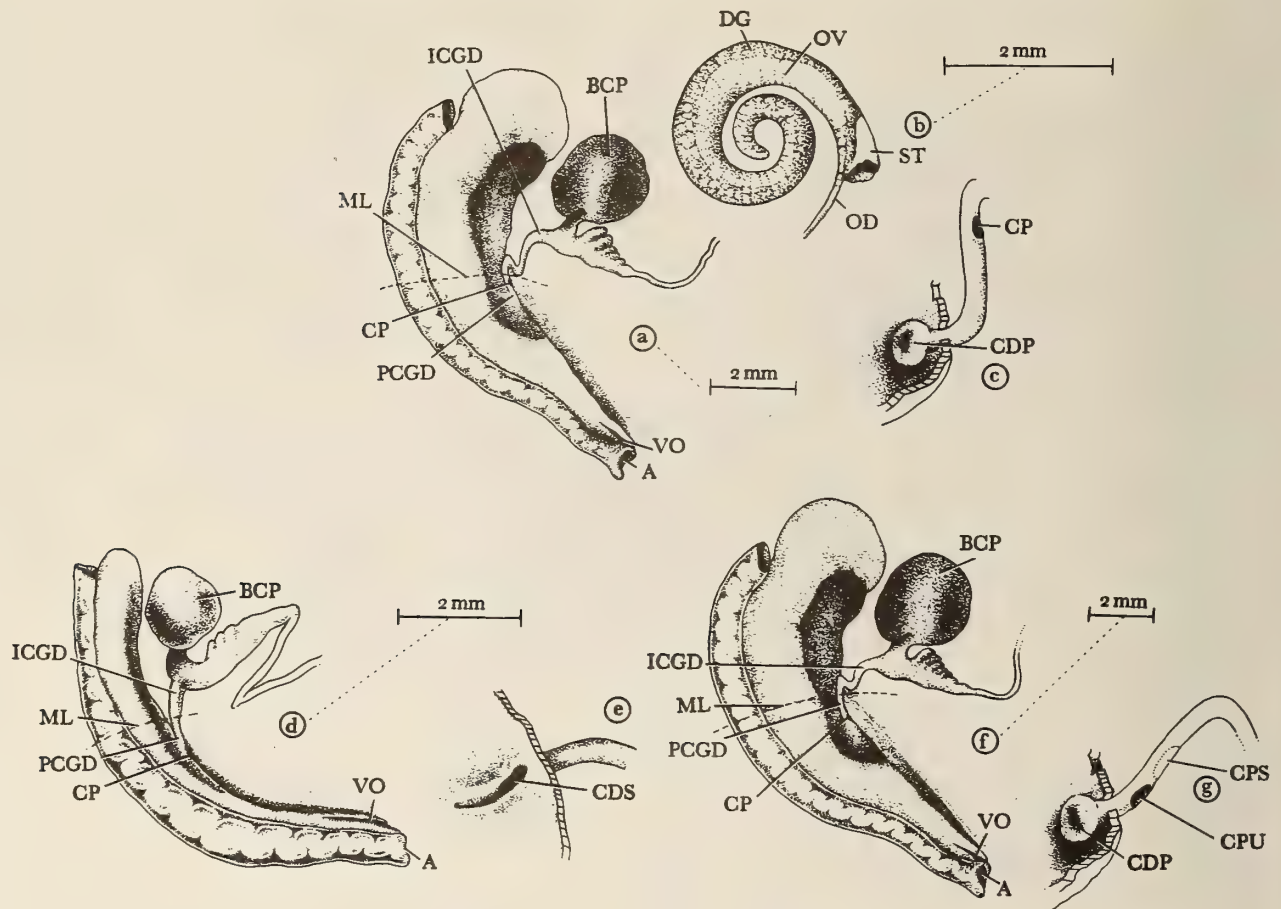 DG
OV
2 mm
ICGD
BCP
b
ST
ML
OD
CP
CP
CDP
a
c
PCGD
2 mm
VO
A
BCP
BCP
2 mm
2 mm
ICGD
ICGD
e
ML
d
ML
f
PCGD
PCGD
CPS
CP
CDS
CP
g
VO
VO
CPU
A
CDP
A